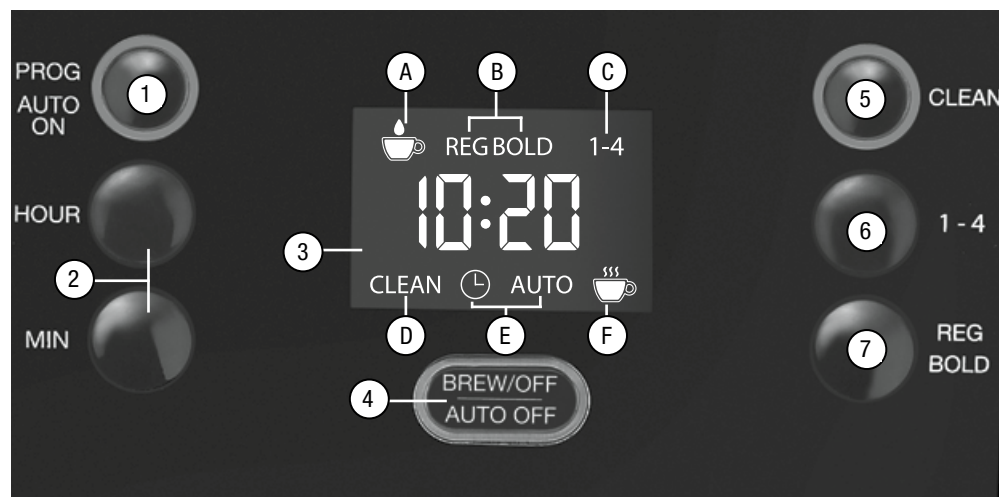 PROG
AUTO
ON
1
HOUR
2
MIN
A
B
C
REG BOLD
1-4
10:20
3
CLEAN
AUTO
D
E
F
4
BREW/OFF
AUTO OFF
5
CLEAN
6
1 - 4
7
REG
BOLD